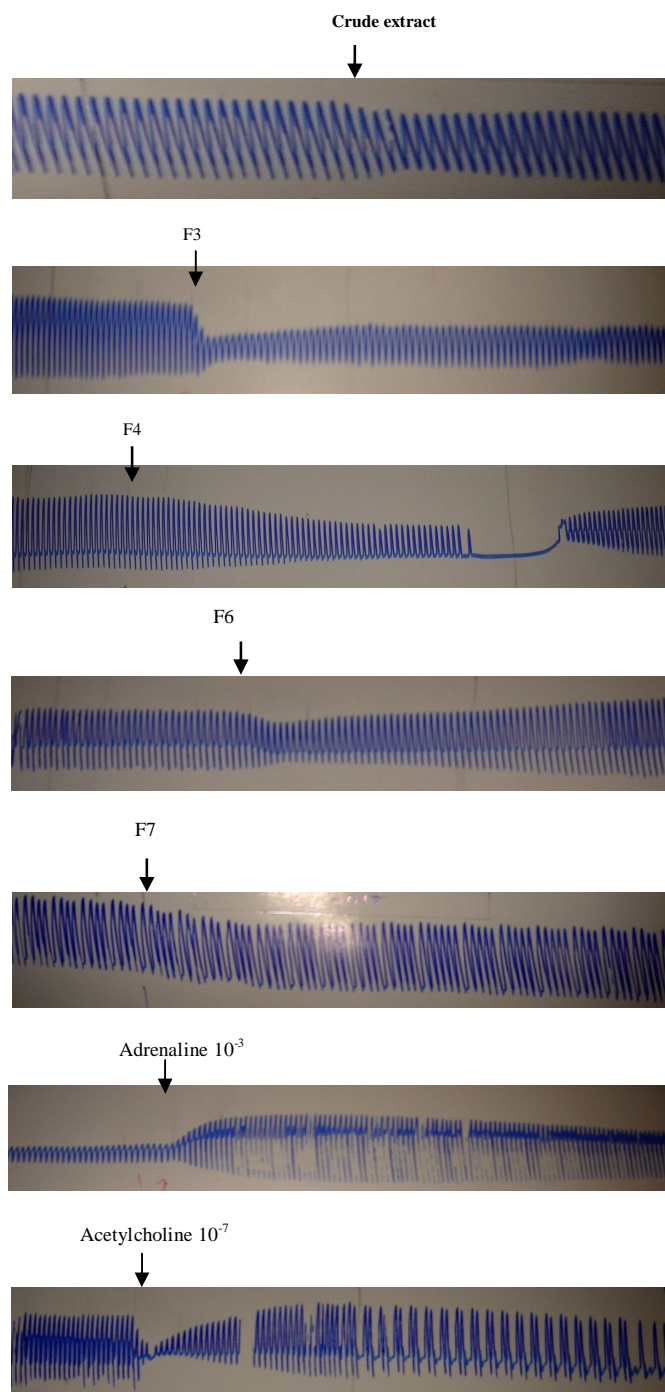 Crude extract
F3
F4
F6
F7
Adrenaline 10⁻³
Acetylcholine 10⁻⁷